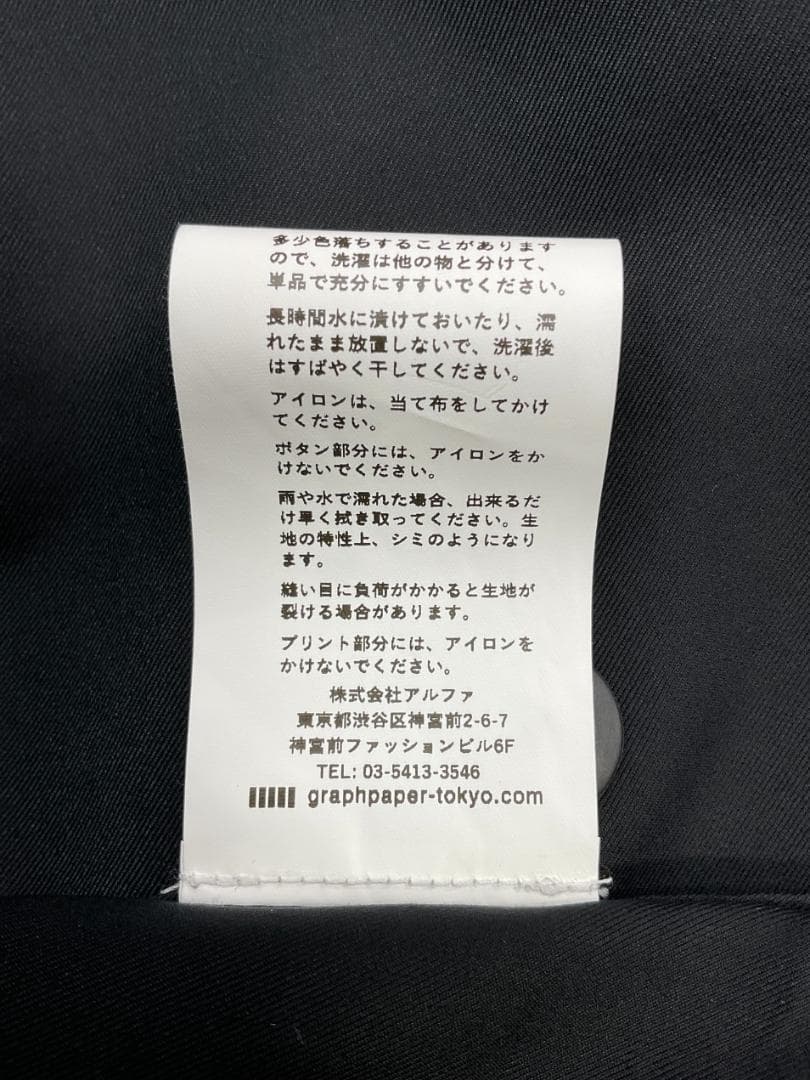 多少色落ちすることがあります
ので、洗濯は他の物と分けて、
単品で充分にすすいでください。
長時間水に漬けておいたり、濡
れたまま放置しないで、洗濯後
はすばやく干してください。
アイロンは、当て布をしてかけ
てください。
ボタン部分には、アイロンをか
けないでください。
雨や水で濡れた場合、出来るだ
け早く拭き取ってください。生
地の特性上、シミのようになり
ます。
縫い目に負荷がかかると生地が
裂ける場合があります。
プリント部分には、アイロンを
かけないでください。
株式会社アルファ
東京都渋谷区神宮前2-6-7
神宮前ファッションビル6F
TEL: 03-5413-3546
graphpaper-tokyo.com